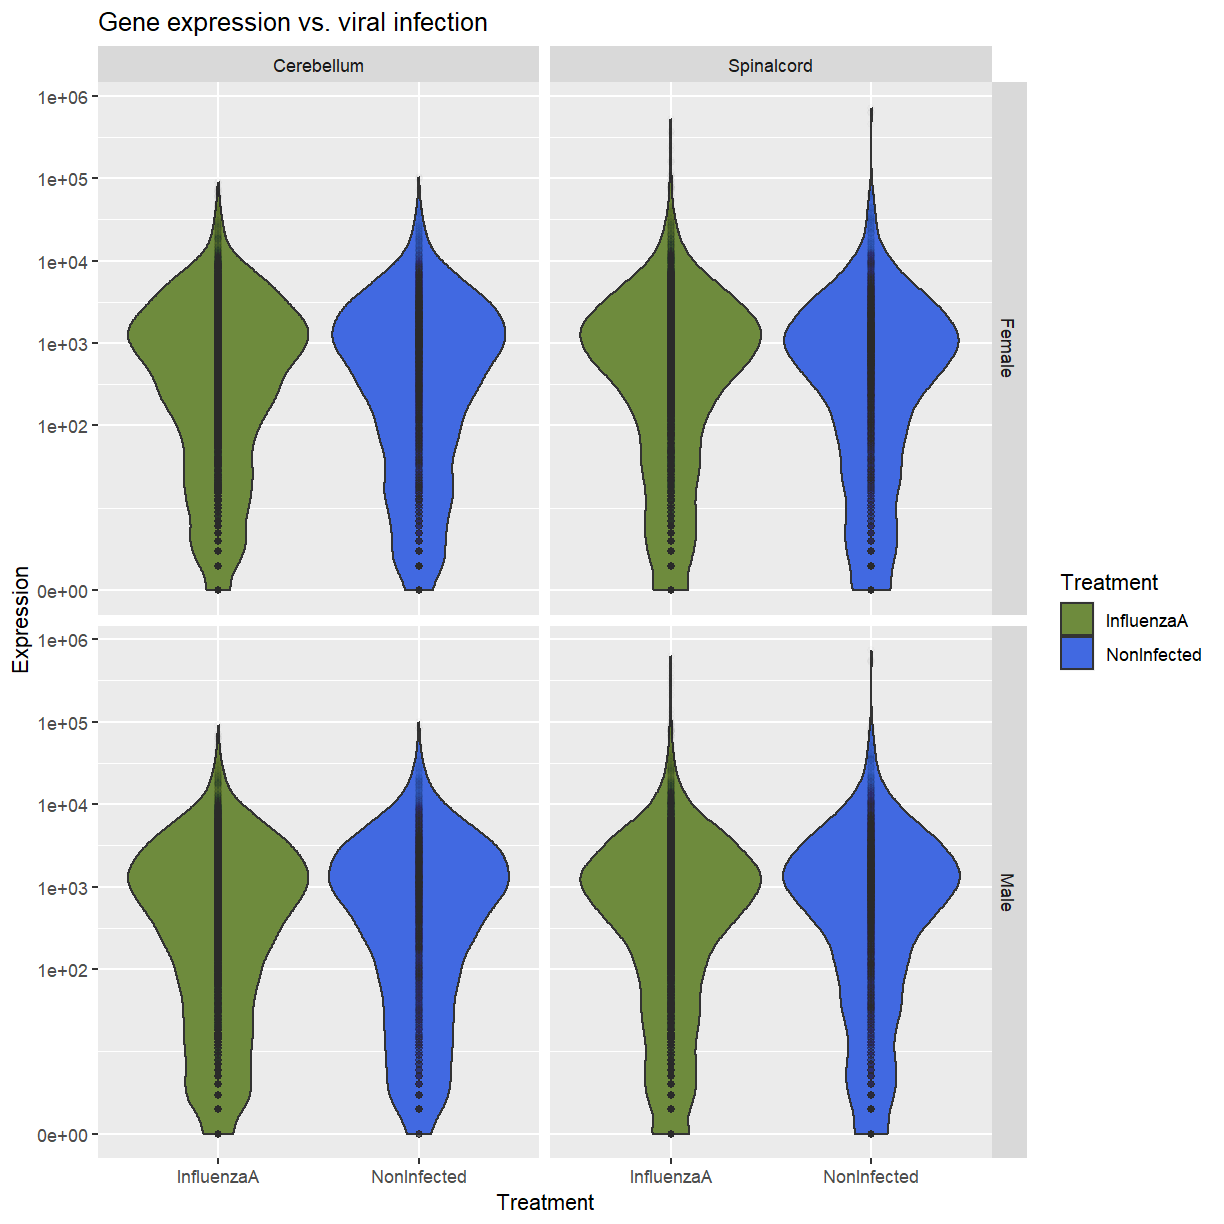 Gene expression vs. viral infection
Cerebellum
Spinalcord
1e+06
1e+05
1e+04
1e+03
1e+02
0e+00
Female
Expression
1e+06
1e+05
1e+04
1e+03
1e+02
0e+00
Male
InfluenzaA
NonInfected
InfluenzaA
NonInfected
Treatment
Treatment
InfluenzaA
NonInfected